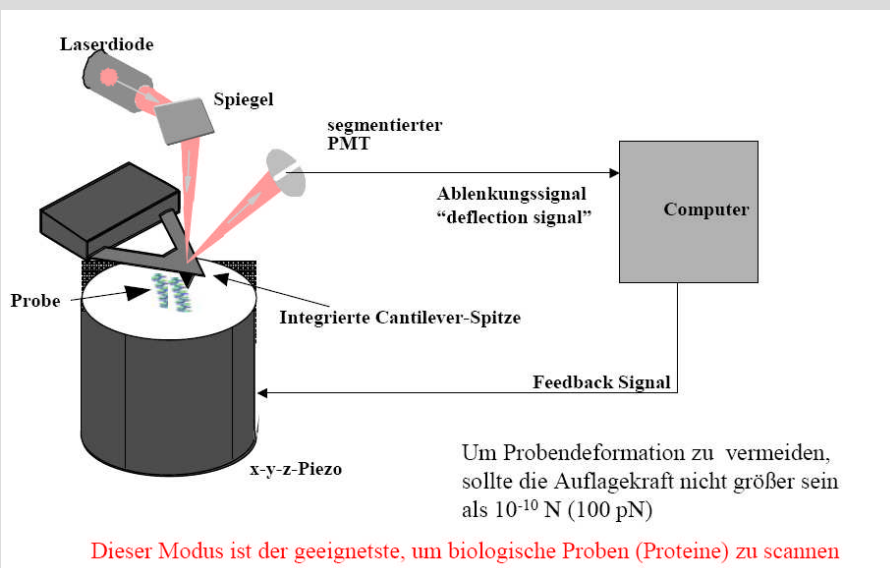 Laserdiode
Spiegel
segmentierter
PMT
Ablenkungssignal
“deflection signal”
Computer
Probe
Integrierte Cantilever-Spitze
Feedback Signal
x-y-z-Piezo
Um Probendeformation zu vermeiden,
sollte die Auflagekraft nicht größer sein
als 10⁻¹⁰ N (100 pN)
Dieser Modus ist der geeignetste, um biologische Proben (Proteine) zu scannen